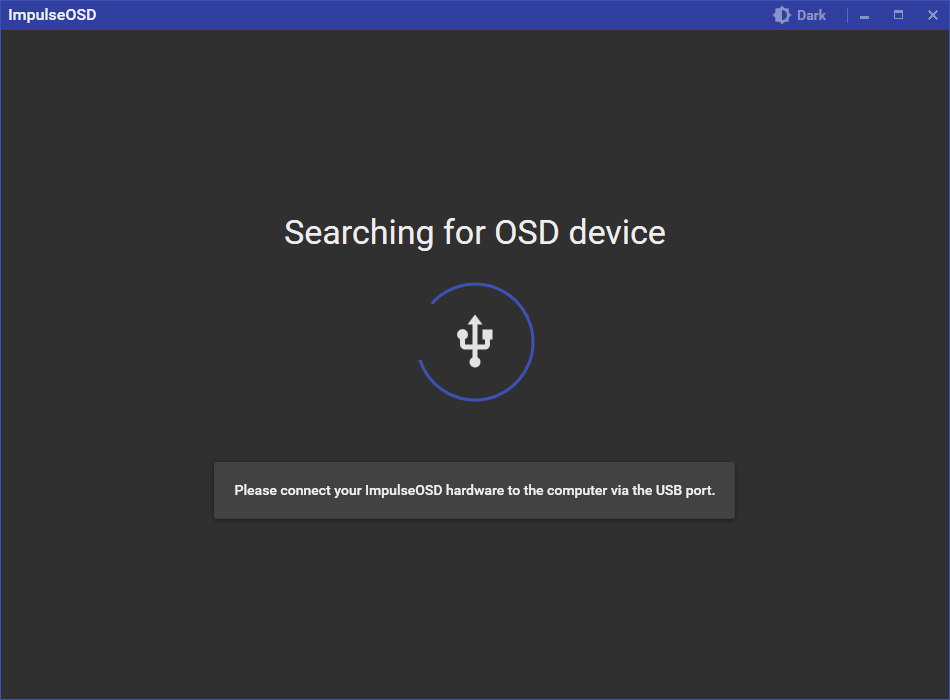 ImpulseOSD
Dark
Searching for OSD device
Please connect your ImpulseOSD hardware to the computer via the USB port.